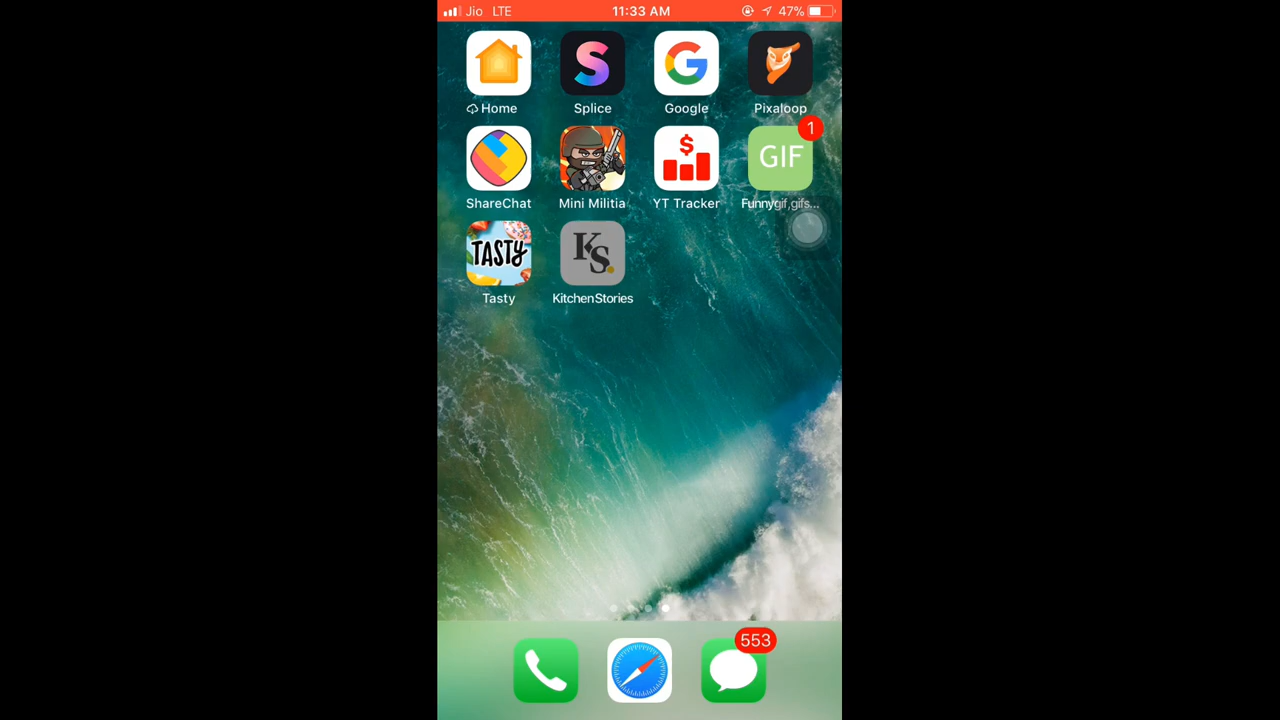 Jio LTE 11:33 AM 47%
Home Splice Google Pixaloop
1
GIF
$
ShareChat Mini Militia YT Tracker Funnygif,gifs...
TASTY KS
Tasty KitchenStories
553